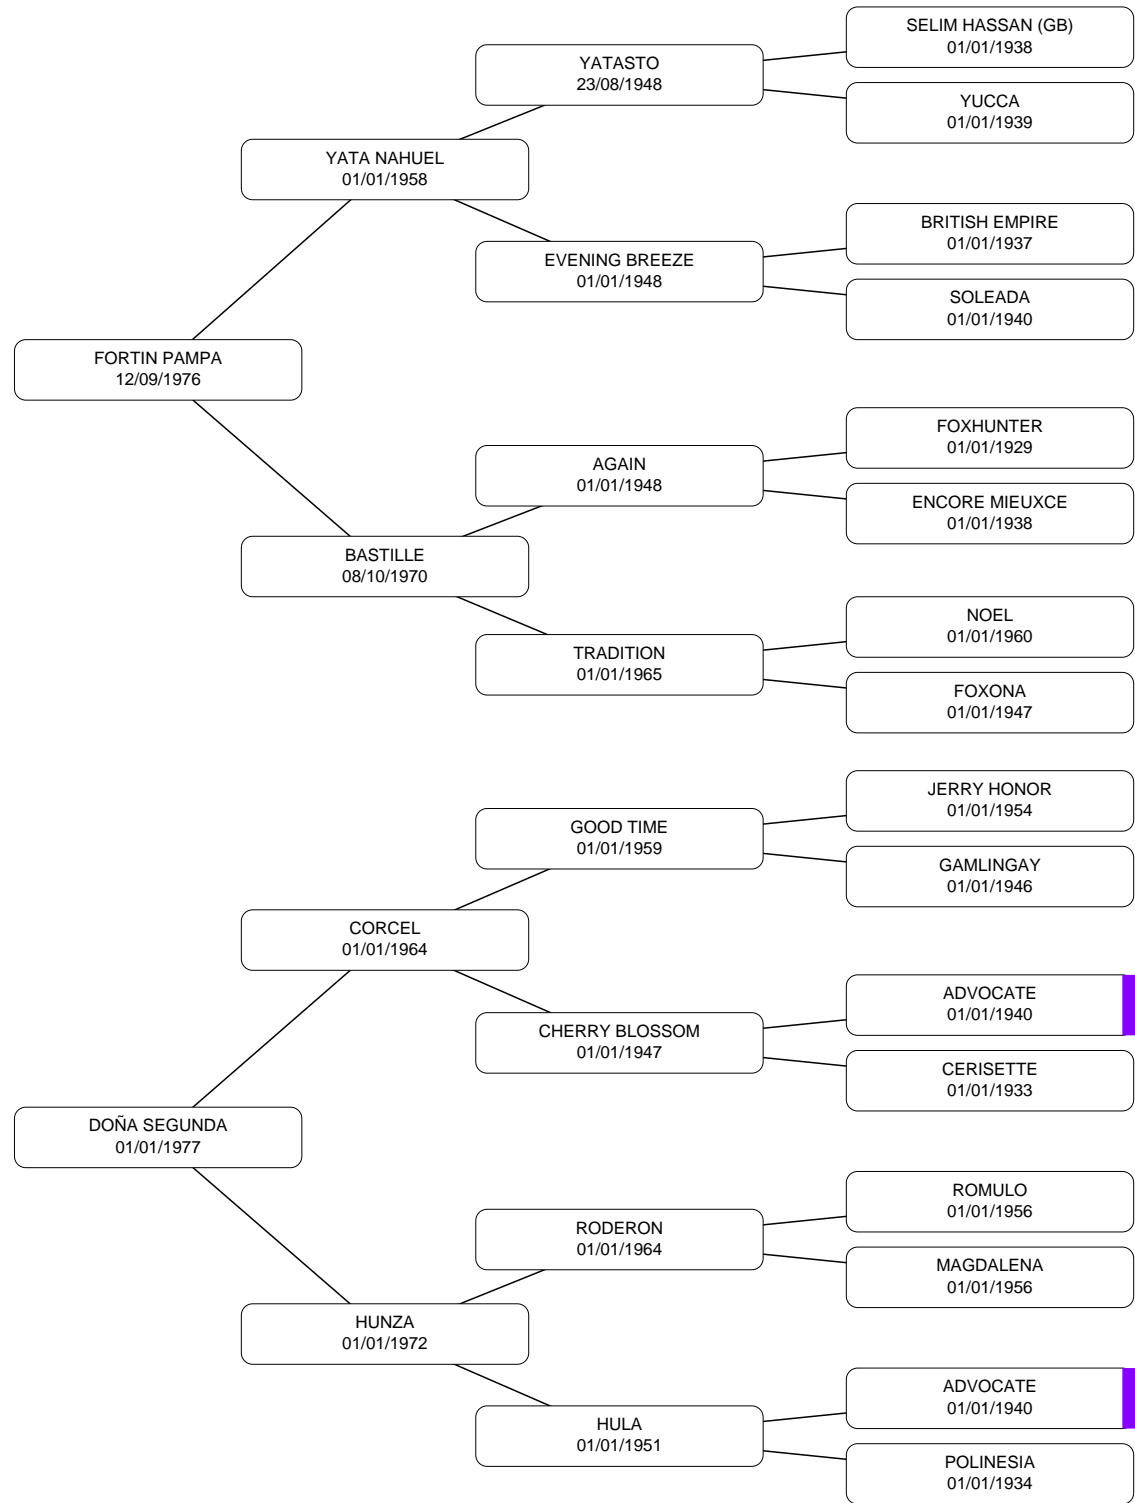 SELIM HASSAN (GB)
01/01/1938
YATASTO
23/08/1948
YUCCA
01/01/1939
YATA NAHUEL
01/01/1958
BRITISH EMPIRE
01/01/1937
EVENING BREEZE
01/01/1948
SOLEADA
01/01/1940
FORTIN PAMPA
12/09/1976
FOXHUNTER
01/01/1929
AGAIN
01/01/1948
ENCORE MIEUXCE
01/01/1938
BASTILLE
08/10/1970
NOEL
01/01/1960
TRADITION
01/01/1965
FOXONA
01/01/1947
JERRY HONOR
01/01/1954
GOOD TIME
01/01/1959
GAMLINGAY
01/01/1946
CORCEL
01/01/1964
ADVOCATE
01/01/1940
CHERRY BLOSSOM
01/01/1947
CERISETTE
01/01/1933
DOÑA SEGUNDA
01/01/1977
ROMULO
01/01/1956
RODERON
01/01/1964
MAGDALENA
01/01/1956
HUNZA
01/01/1972
ADVOCATE
01/01/1940
HULA
01/01/1951
POLINESIA
01/01/1934